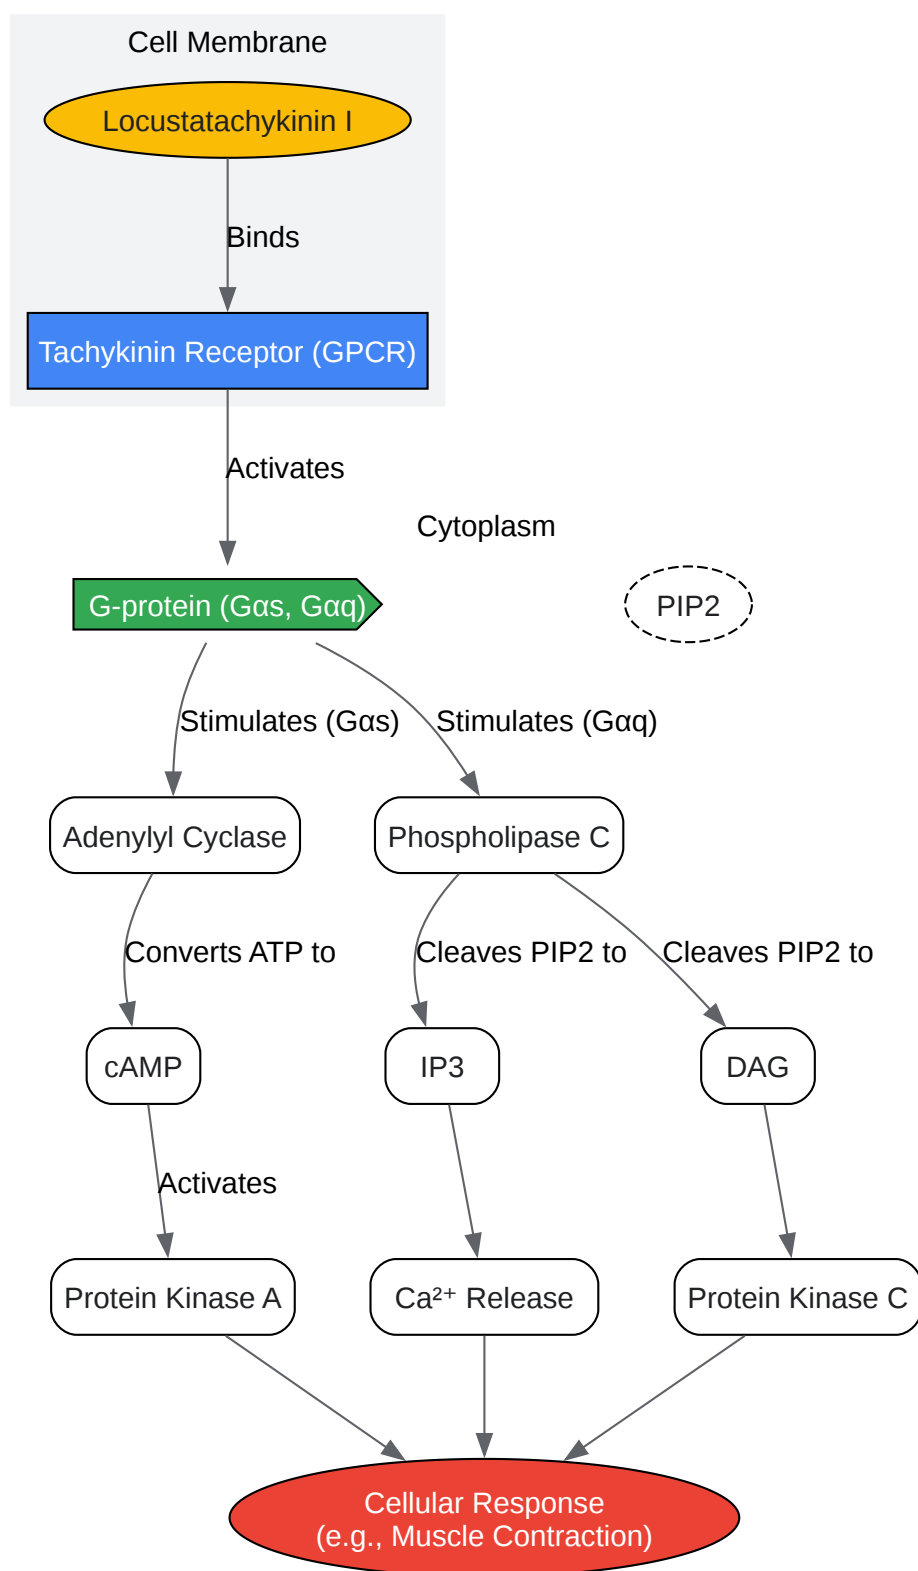 Cell Membrane
Locustatachykinin I
Binds
Tachykinin Receptor (GPCR)
Activates
Cytoplasm
G-protein (Gαs, Gαq)
PIP2
Stimulates (Gαs)
Stimulates (Gαq)
Adenylyl Cyclase
Phospholipase C
Converts ATP to
Cleaves PIP2 to
Cleaves PIP2 to
cAMP
IP3
DAG
Activates
Protein Kinase A
Ca²⁺ Release
Protein Kinase C
Cellular Response
(e.g., Muscle Contraction)